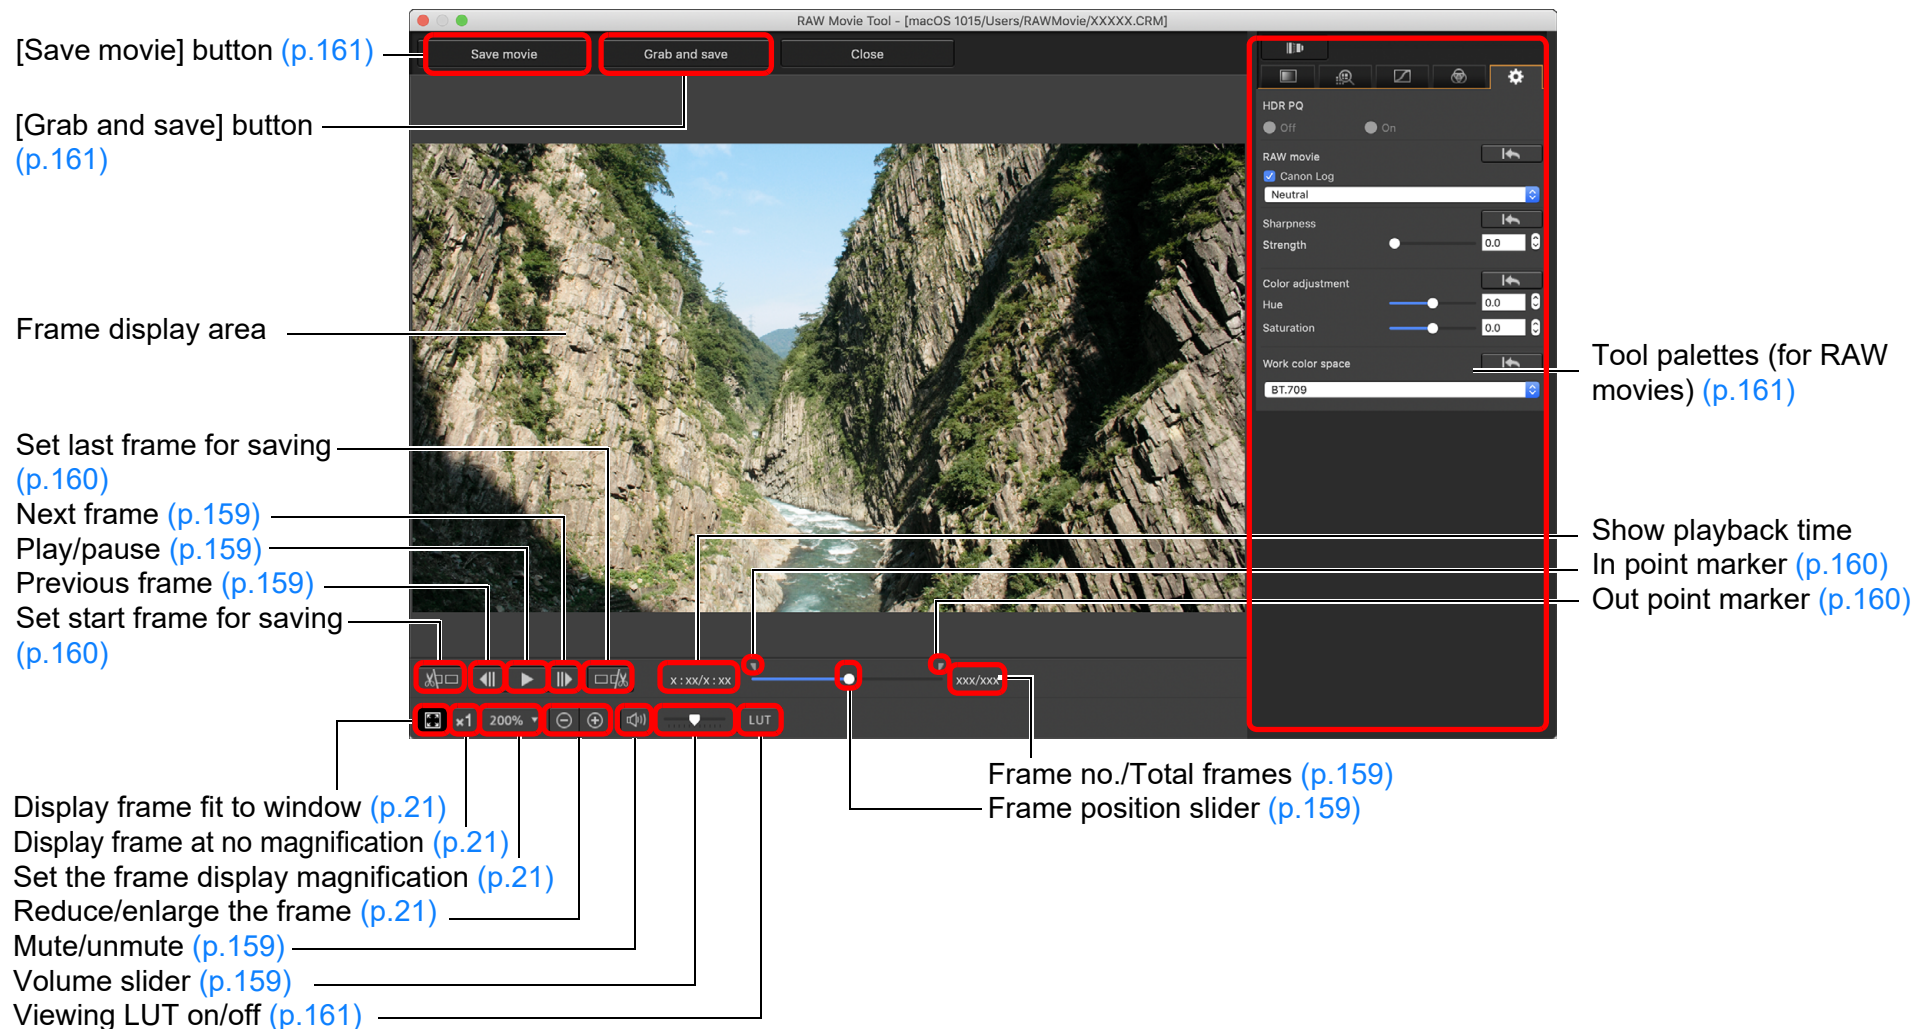 RAW Movie Tool - [macOS 1015/Users/RAWMovie/XXXXX.CRM]
[Save movie] button (p.161)
Save movie
Grab and save
Close
[Grab and save] button
(p.161)
HDR PQ
Off
On
RAW movie
Canon Log
Neutral
Sharpness
Strength
0.0
Color adjustment
Hue
0.0
Saturation
0.0
Work color space
BT.709
Frame display area
Tool palettes (for RAW
movies) (p.161)
Set last frame for saving
(p.160)
Next frame (p.159)
Play/pause (p.159)
Previous frame (p.159)
Set start frame for saving
(p.160)
Show playback time
In point marker (p.160)
Out point marker (p.160)
x : xx/x : xx
xxx/xxx
x1
200%
LUT
Frame no./Total frames (p.159)
Frame position slider (p.159)
Display frame fit to window (p.21)
Display frame at no magnification (p.21)
Set the frame display magnification (p.21)
Reduce/enlarge the frame (p.21)
Mute/unmute (p.159)
Volume slider (p.159)
Viewing LUT on/off (p.161)